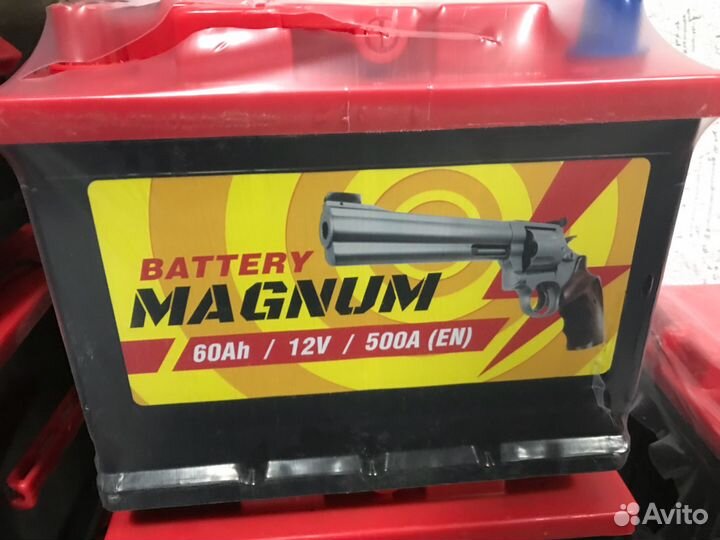 BATTERY
MAGNUM
60Ah / 12V / 500A (EN)
Avito